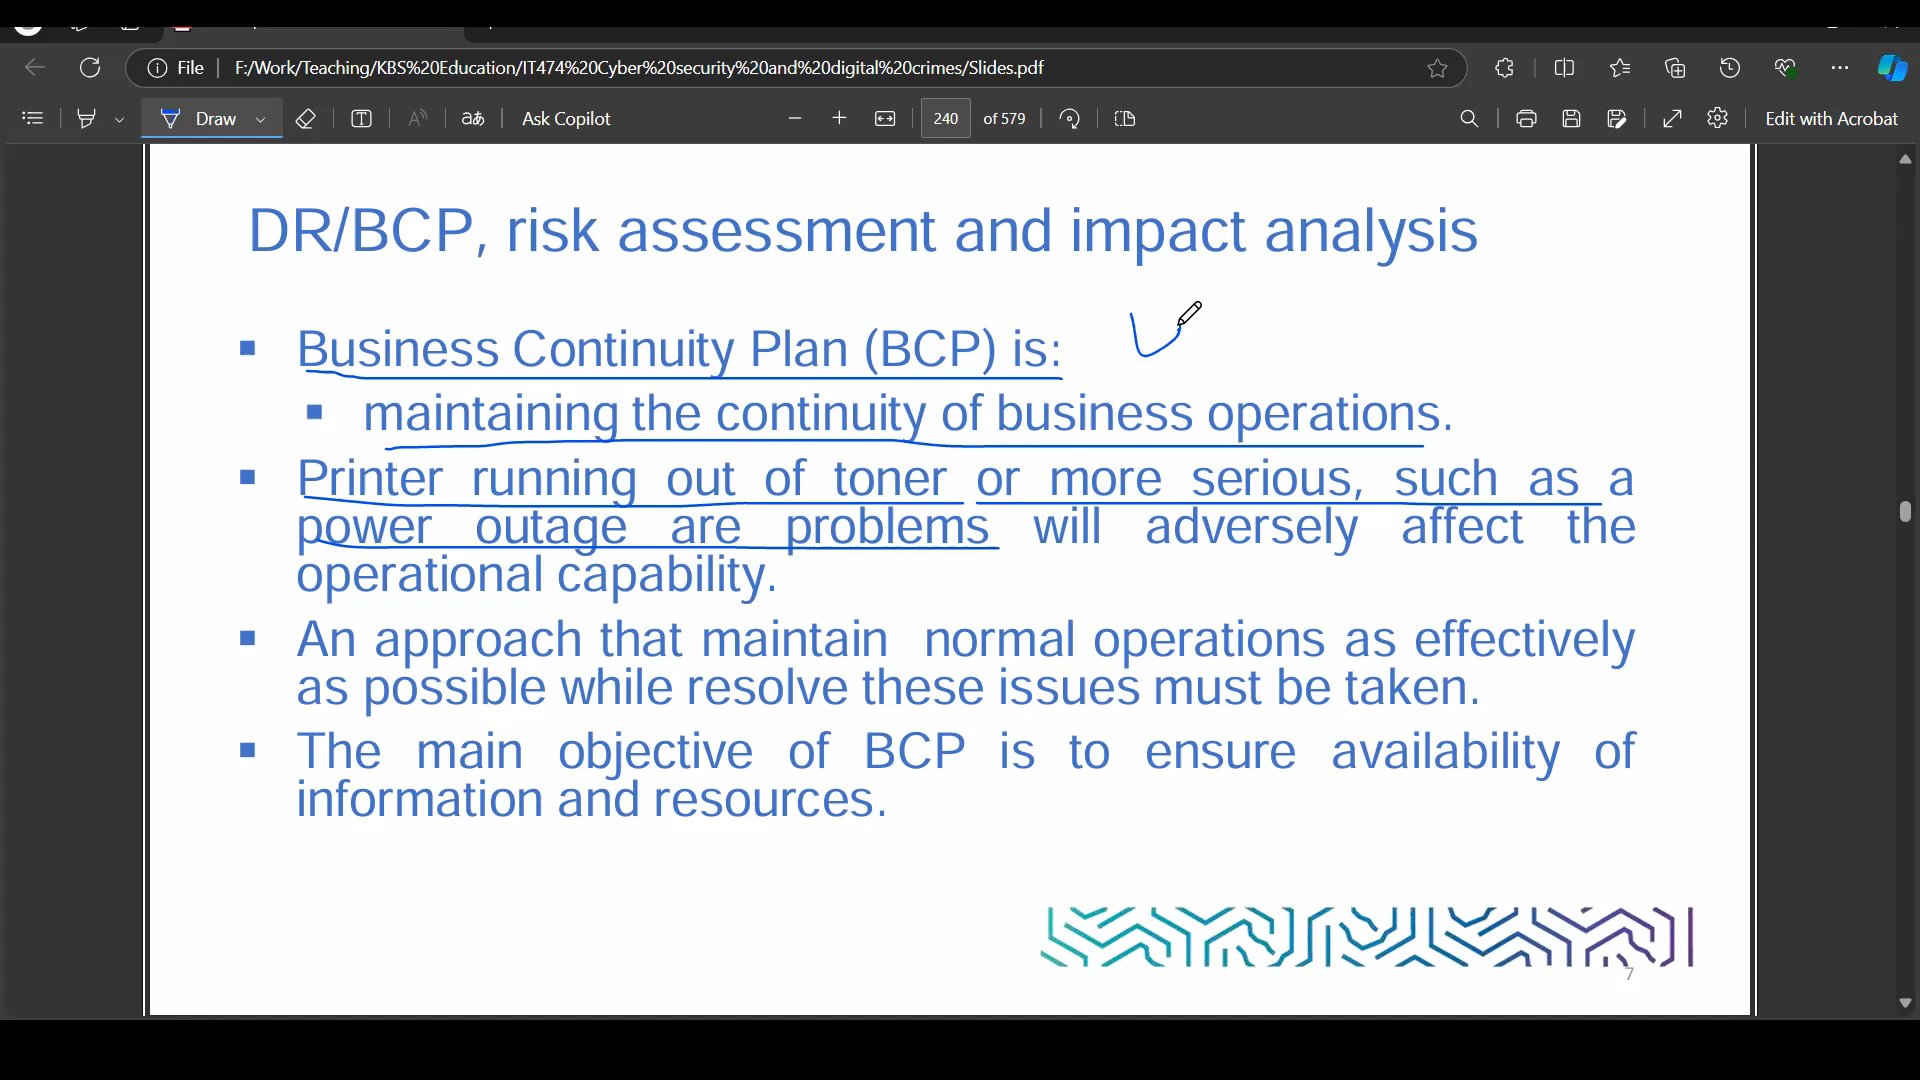 File F:/Work/Teaching/KBS%20Education/IT474%20Cyber%20security%20and%20digital%20crimes/Slides.pdf
Draw aあ Ask Copilot 240 of 579 Edit with Acrobat
DR/BCP, risk assessment and impact analysis
Business Continuity Plan (BCP) is:
maintaining the continuity of business operations.
Printer running out of toner or more serious, such as a
power outage are problems will adversely affect the
operational capability.
An approach that maintain normal operations as effectively
as possible while resolve these issues must be taken.
The main objective of BCP is to ensure availability of
information and resources.
7